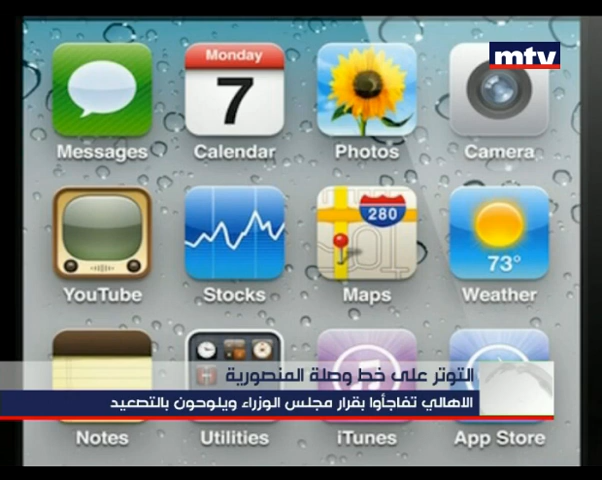 mtv
Monday
7
Messages
Calendar
Photos
Camera
280
73°
YouTube
Stocks
Maps
Weather
التوتر على خط وصلة المنصورية
الاهالي تفاجأوا بقرار مجلس الوزراء ويلوحون بالتصعيد
Notes
Utilities
iTunes
App Store